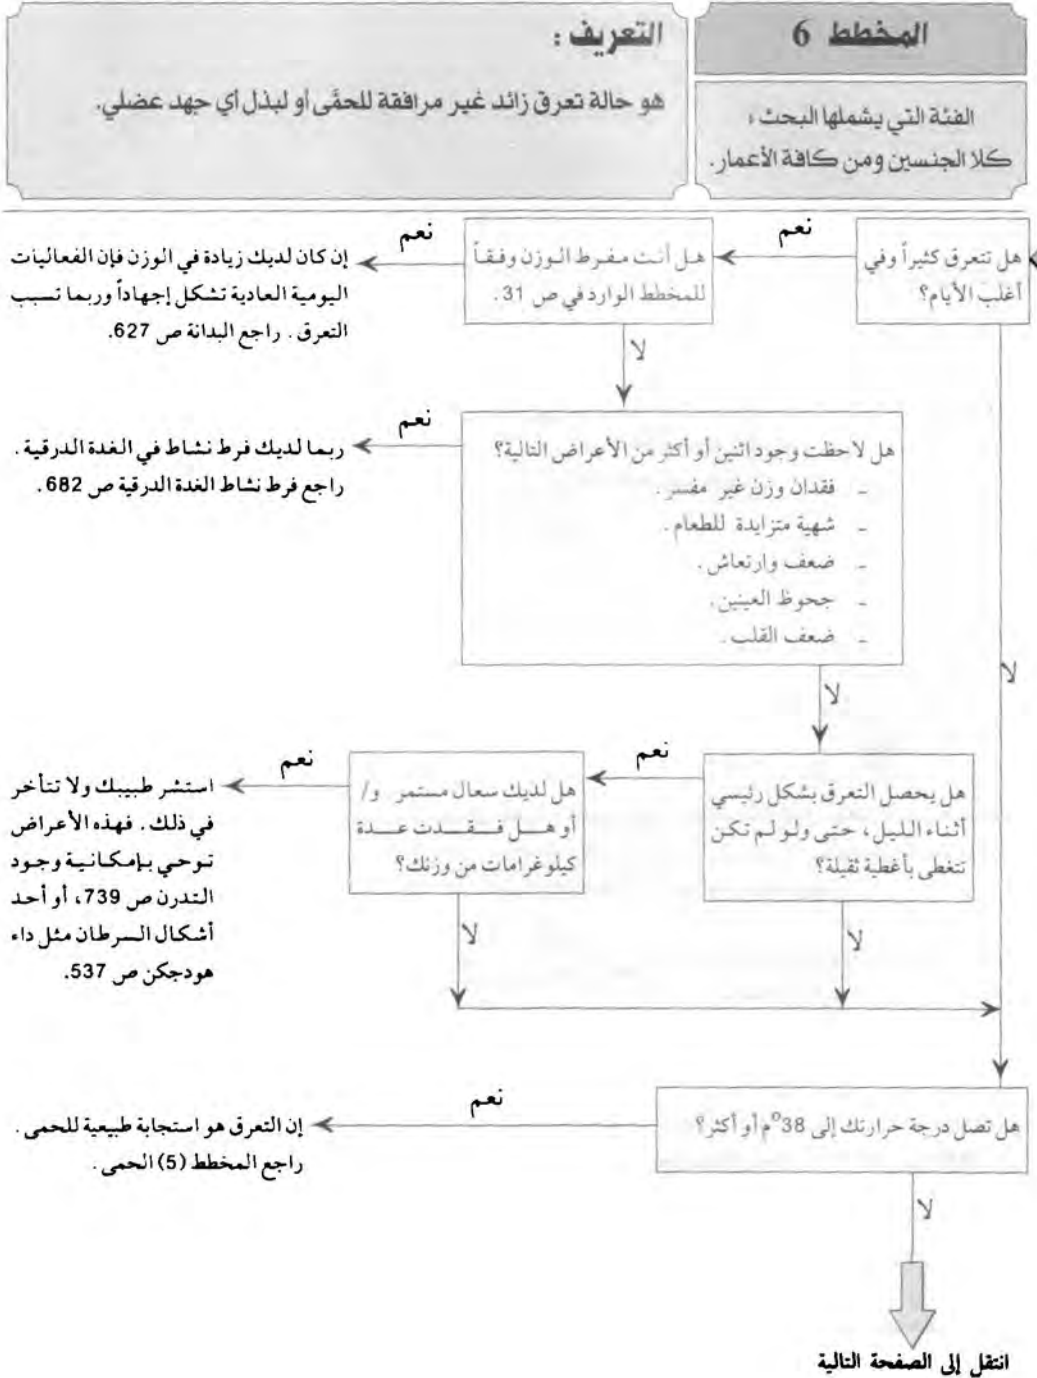 المخطط 6
الفئة التي يشملها البحث :
كلا الجنسين ومن كافة الأعمار.
التعريف :
هو حالة تعرق زائد غير مرافقة للحمّى او لبذل أي جهد عضلي.
هل تتعرق كثيراً وفي
أغلب الأيام؟
نعم
هل أنت مفرط الوزن وفقاً
للمخطط الوارد في ص 31.
نعم
إن كان لديك زيادة في الوزن فإن الفعاليات
اليومية العادية تشكل إجهاداً وربما تسبب
التعرق. راجع البدانة ص 627.
لا
هل لاحظت وجود اثنين أو أكثر من الأعراض التالية؟
- فقدان وزن غير مفسر.
- شهية متزايدة للطعام.
- ضعف وارتعاش.
- جحوظ العينين.
- ضعف القلب.
نعم
ربما لديك فرط نشاط في الغدة الدرقية.
راجع فرط نشاط الغدة الدرقية ص 682.
لا
لا
هل يحصل التعرق بشكل رئيسي
أثناء الليل، حتى ولو لم تكن
تتغطى بأغطية ثقيلة؟
نعم
هل لديك سعال مستمر و/
أو هل فقدت عدة
كيلوغرامات من وزنك؟
نعم
استشر طبيبك ولا تتأخر
في ذلك. فهذه الأعراض
توحي بإمكانية وجود
التدرن ص 739، أو أحد
أشكال السرطان مثل داء
هودجكن ص 537.
لا
لا
هل تصل درجة حرارتك إلى 38°م أو أكثر؟
نعم
إن التعرق هو استجابة طبيعية للحمى.
راجع المخطط (5) الحمى.
لا
انتقل إلى الصفحة التالية